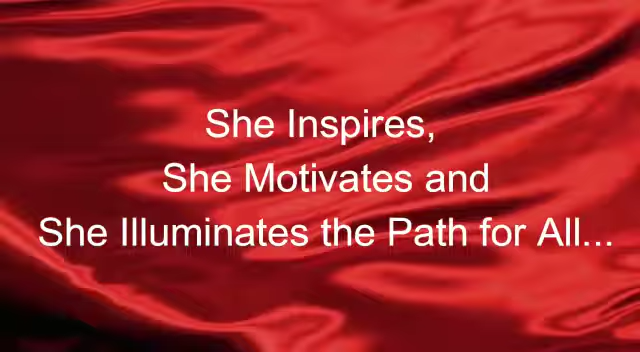 She Inspires,
She Motivates and
She Illuminates the Path for All...